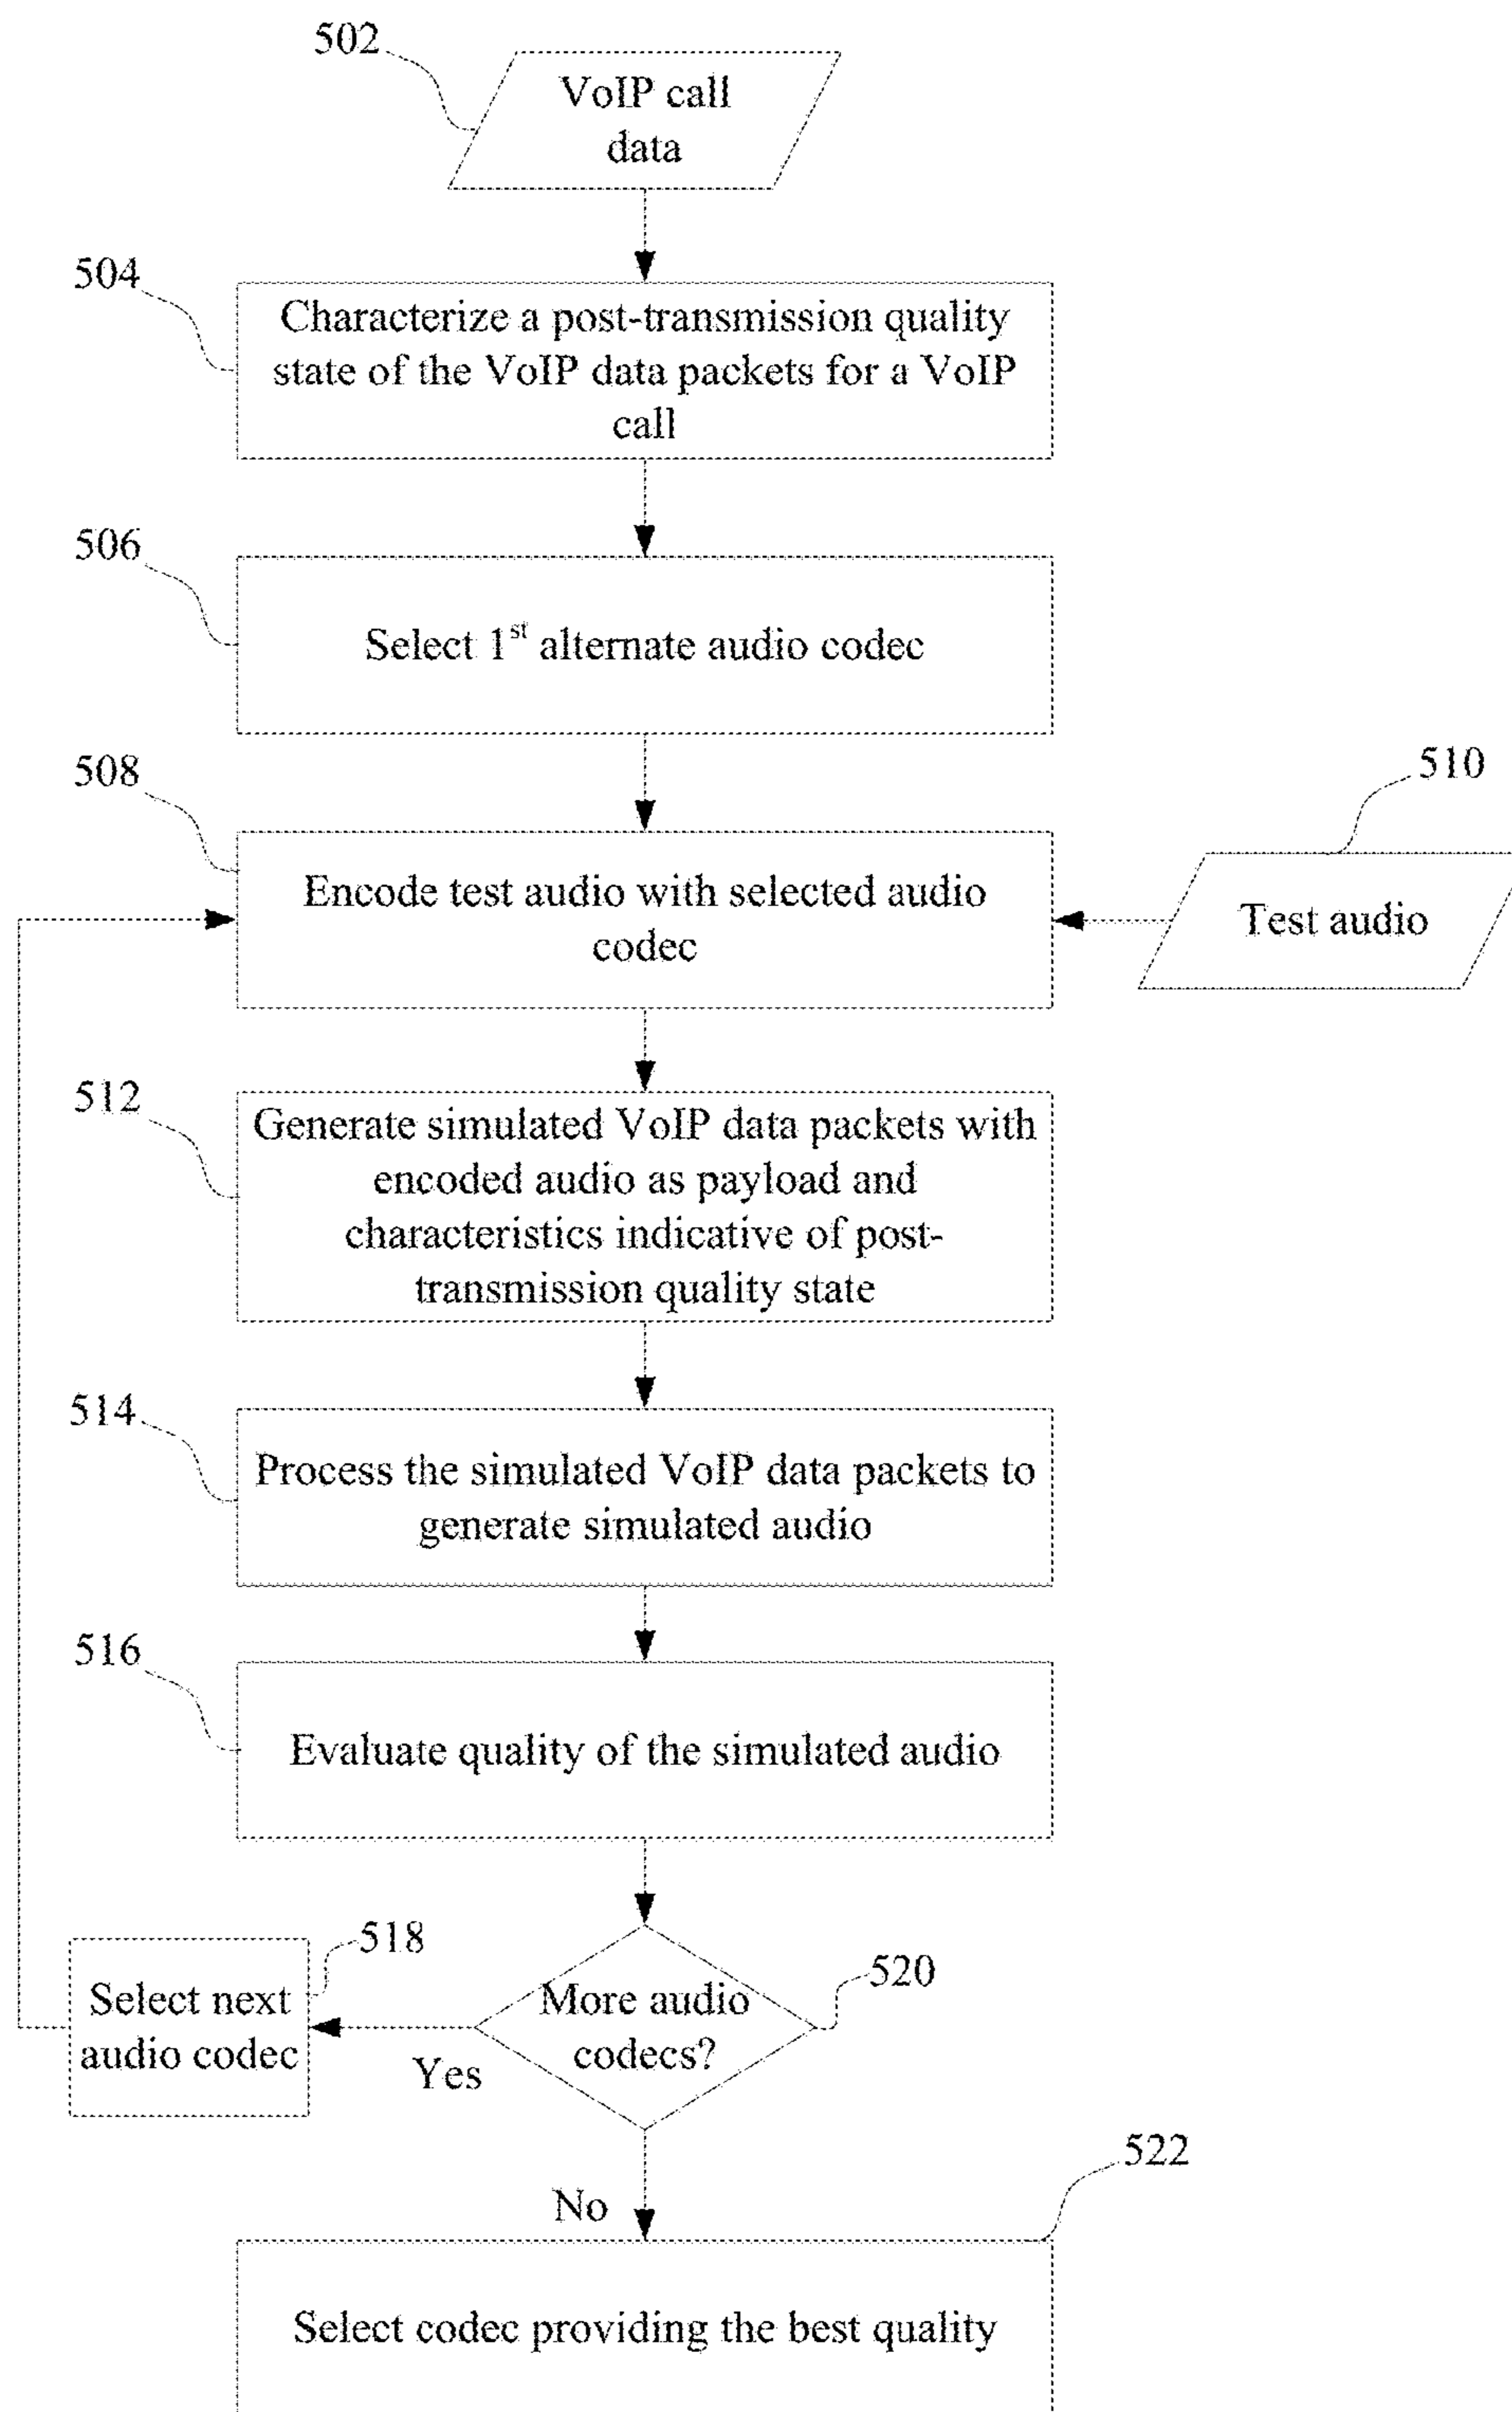 502
VoIP call
data
504
Characterize a post-transmission quality
state of the VoIP data packets for a VoIP
call
506
Select 1st alternate audio codec
508
510
Encode test audio with selected audio
codec
Test audio
512
Generate simulated VoIP data packets with
encoded audio as payload and
characteristics indicative of post-
transmission quality state
514
Process the simulated VoIP data packets to
generate simulated audio
516
Evaluate quality of the simulated audio
518
Select next
audio codec
520
More audio
codecs?
Yes
No
522
Select codec providing the best quality